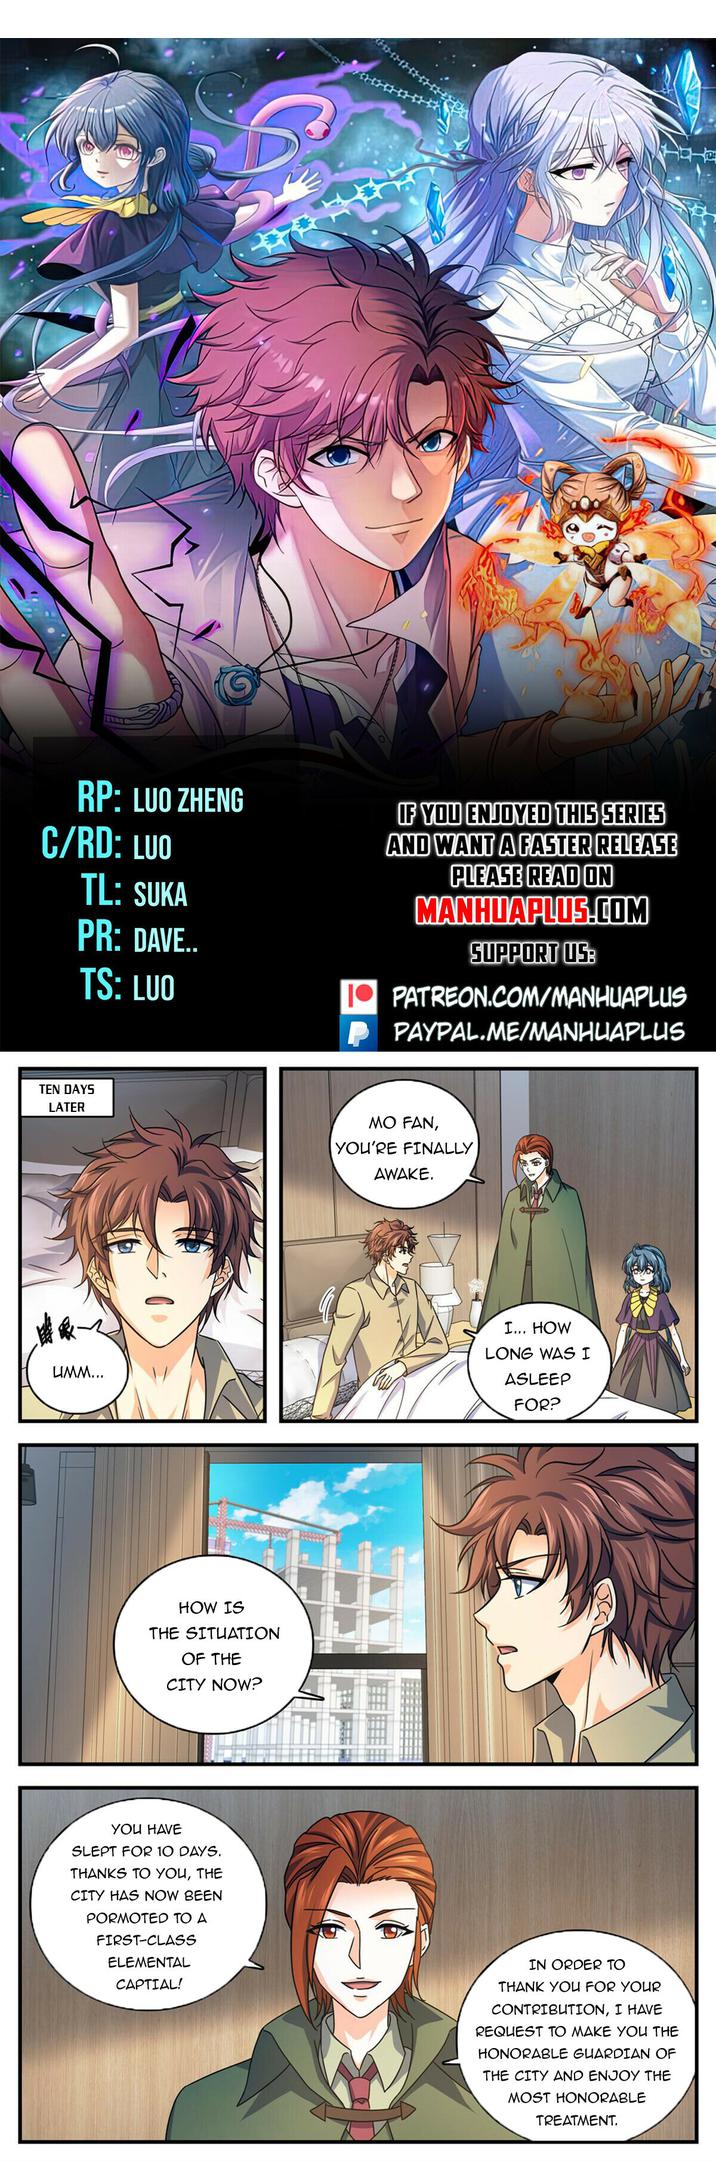 RP: LUO ZHENG
C/RD: LUO
TL: SUKA
PR: DAVE..
TS: LUO
IF YOU ENJOYED THIS SERIES
AND WANT A FASTER RELEASE
PLEASE READ ON
MANHUAPLUS.COM
SUPPORT US:
PATREON.COM/MANHUAPLUS
PAYPAL.ME/MANHUAPLUS
TEN DAYS
LATER
UMM...
MO FAN,
YOU'RE FINALLY
AWAKE.
I... HOW
LONG WAS I
ASLEEP
FOR?
HOW IS
THE SITUATION
OF THE
CITY NOW?
YOU HAVE
SLEPT FOR 10 DAYS.
THANKS TO YOU, THE
CITY HAS NOW BEEN
PORMOTED TO A
FIRST-CLASS
ELEMENTAL
CAPTIAL!
IN ORDER TO
THANK YOU FOR YOUR
CONTRIBUTION, I HAVE
REQUEST TO MAKE YOU THE
HONORABLE GUARDIAN OF
THE CITY AND ENJOY THE
MOST HONORABLE
TREATMENT.